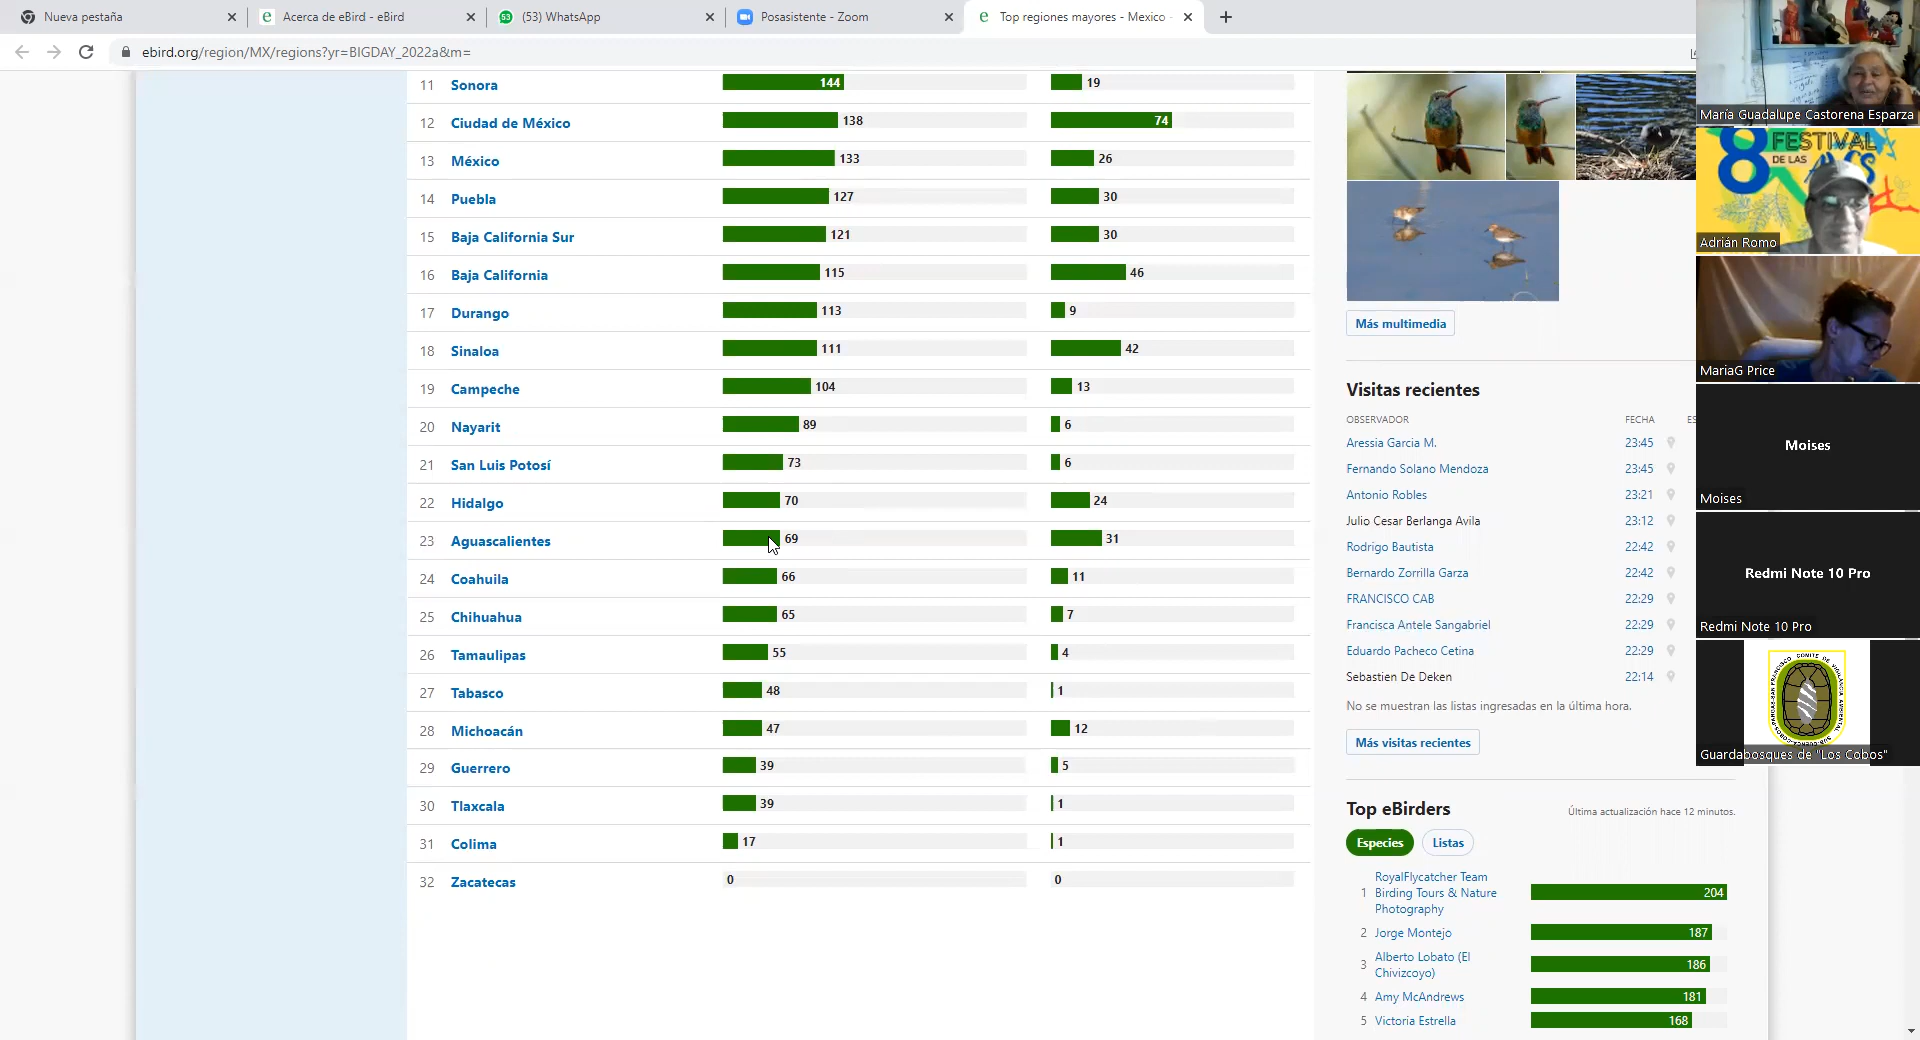 Nueva pestaña
Acerca de eBird - eBird
(53) WhatsApp
Posasistente - Zoom
Top regiones mayores - Mexico -
ebird.org/region/MX/regions?yr=BIGDAY_2022a&m=
11 Sonora 144 19
12 Ciudad de México 138 74
13 México 133 26
14 Puebla 127 30
15 Baja California Sur 121 30
16 Baja California 115 46
17 Durango 113 9
18 Sinaloa 111 42
19 Campeche 104 13
20 Nayarit 89 6
21 San Luis Potosí 73 6
22 Hidalgo 70 24
23 Aguascalientes 69 31
24 Coahuila 66 11
25 Chihuahua 65 7
26 Tamaulipas 55 4
27 Tabasco 48 1
28 Michoacán 47 12
29 Guerrero 39 5
30 Tlaxcala 39 1
31 Colima 17 1
32 Zacatecas 0 0
Más multimedia
Visitas recientes
OBSERVADOR FECHA ES
Aressia Garcia M. 23:45
Fernando Solano Mendoza 23:45
Antonio Robles 23:21
Julio Cesar Berlanga Avila 23:12
Rodrigo Bautista 22:42
Bernardo Zorrilla Garza 22:42
FRANCISCO CAB 22:29
Francisca Antele Sangabriel 22:29
Eduardo Pacheco Cetina 22:29
Sebastien De Deken 22:14
No se muestran las listas ingresadas en la última hora.
Más visitas recientes
Top eBirders
Última actualización hace 12 minutos.
Especies Listas
RoyalFlycatcher Team
1 Birding Tours & Nature 204
Photography
2 Jorge Montejo 187
Alberto Lobato (El
3 Chivizcoyo) 186
4 Amy McAndrews 181
5 Victoria Estrella 168
María Guadalupe Castorena Esparza
8 FESTIVAL
DE LAS
Adrián Romo
MariaG Price
Moises
Moises
Redmi Note 10 Pro
Redmi Note 10 Pro
Guardabosques de "Los Cobos"